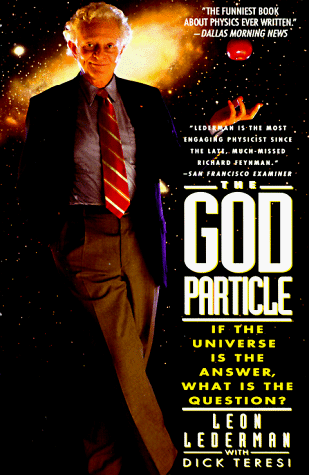 "THE FUNNIEST BOOK
ABOUT PHYSICS EVER WRITTEN."
—DALLAS MORNING NEWS
"LEDERMAN IS THE MOST
ENGAGING PHYSICIST SINCE
THE LATE, MUCH-MISSED
RICHARD FEYNMAN."
—SAN FRANCISCO EXAMINER
THE
GOD
PARTICLE
IF THE
UNIVERSE
IS THE
ANSWER,
WHAT IS THE
QUESTION?
LEON
LEDERMAN
WITH
DICK TERESI